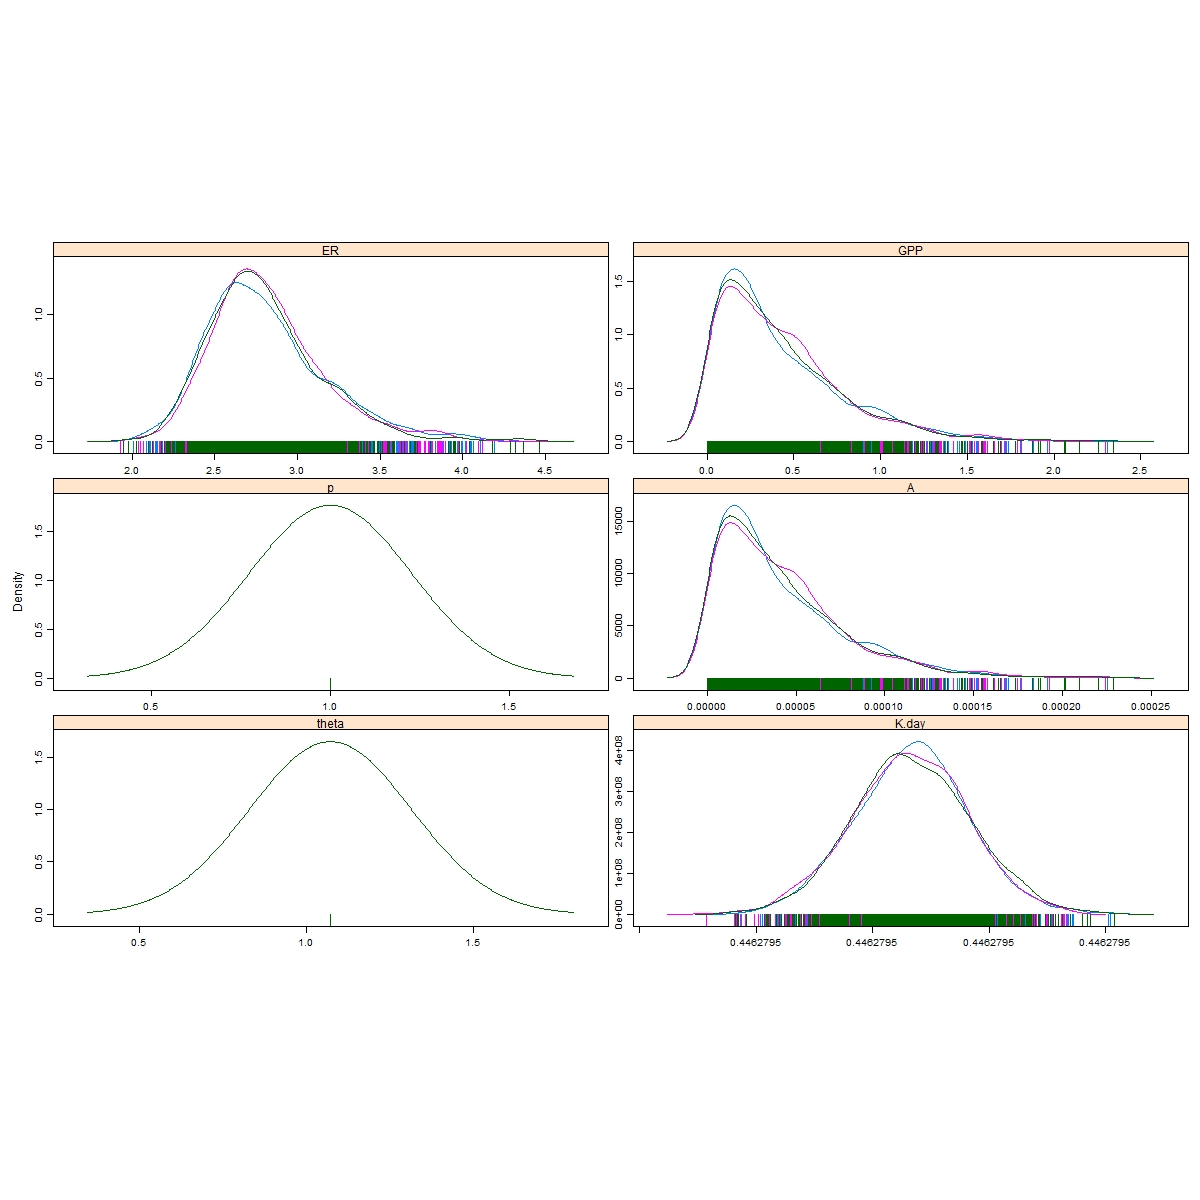 ER
GPP
0.0 0.5 1.0
0.0 0.5 1.0 1.5
2.0 2.5 3.0 3.5 4.0 4.5
0.0 0.5 1.0 1.5 2.0 2.5
p
A
Density
0.0 0.5 1.0 1.5
0 5000 10000 15000
0.5 1.0 1.5
0.00000 0.00005 0.00010 0.00015 0.00020 0.00025
theta
K.day
0.0 0.5 1.0 1.5
0e+00 1e+08 2e+08 3e+08 4e+08
0.5 1.0 1.5
0.4462795 0.4462795 0.4462795 0.4462795